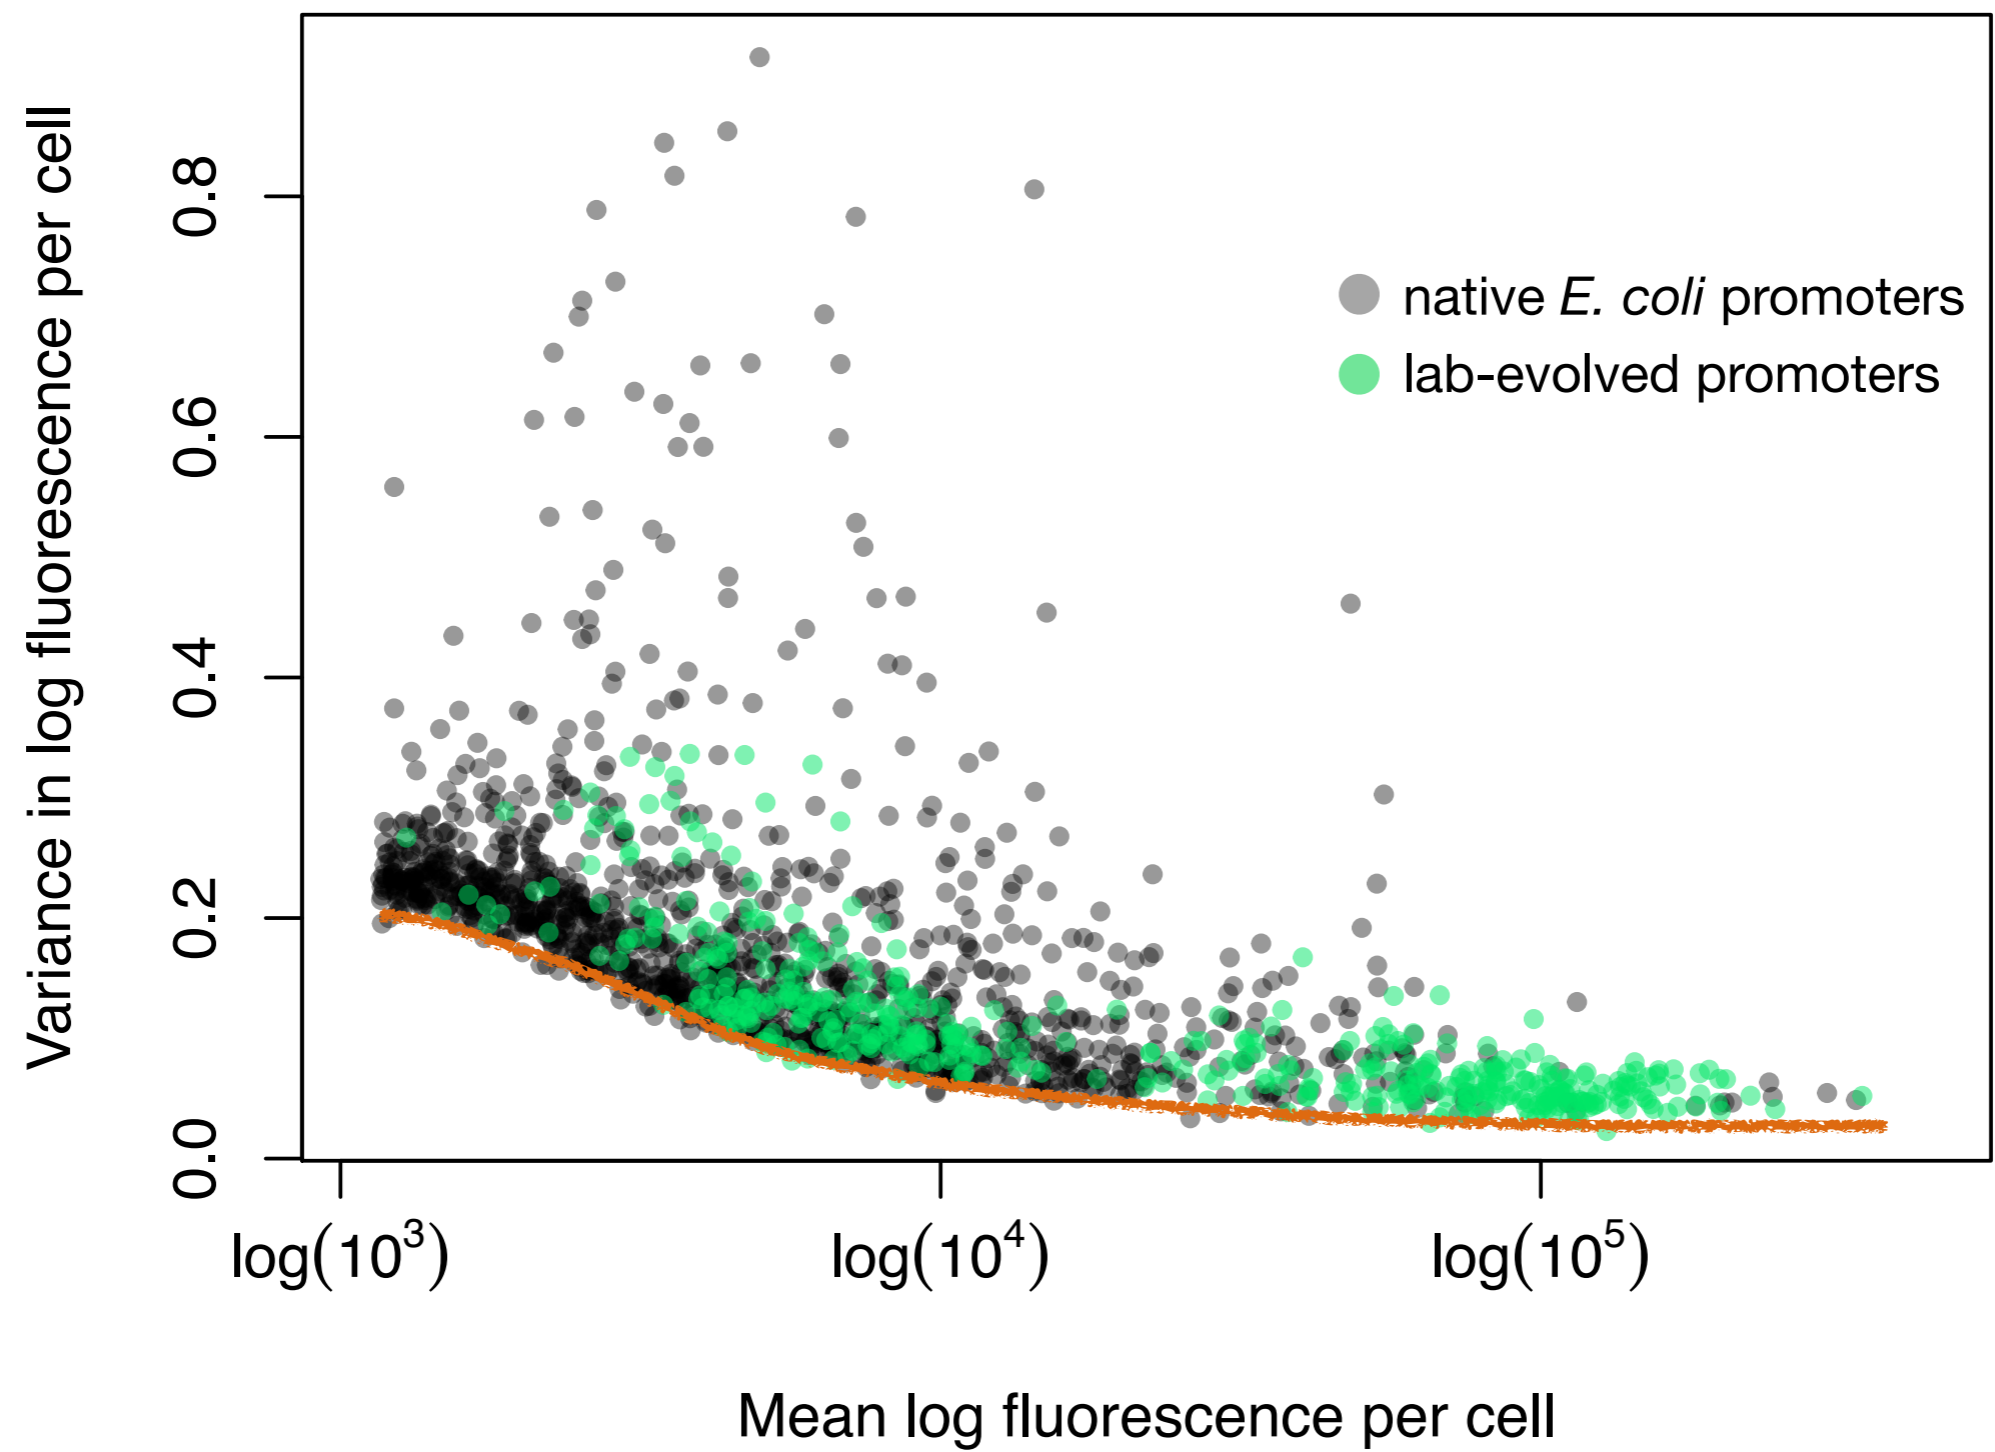 Variance in log fluorescence per cell
0.8
0.6
0.4
0.2
0.0
native E. coli promoters
lab-evolved promoters
log(10³) log(10⁴) log(10⁵)
Mean log fluorescence per cell